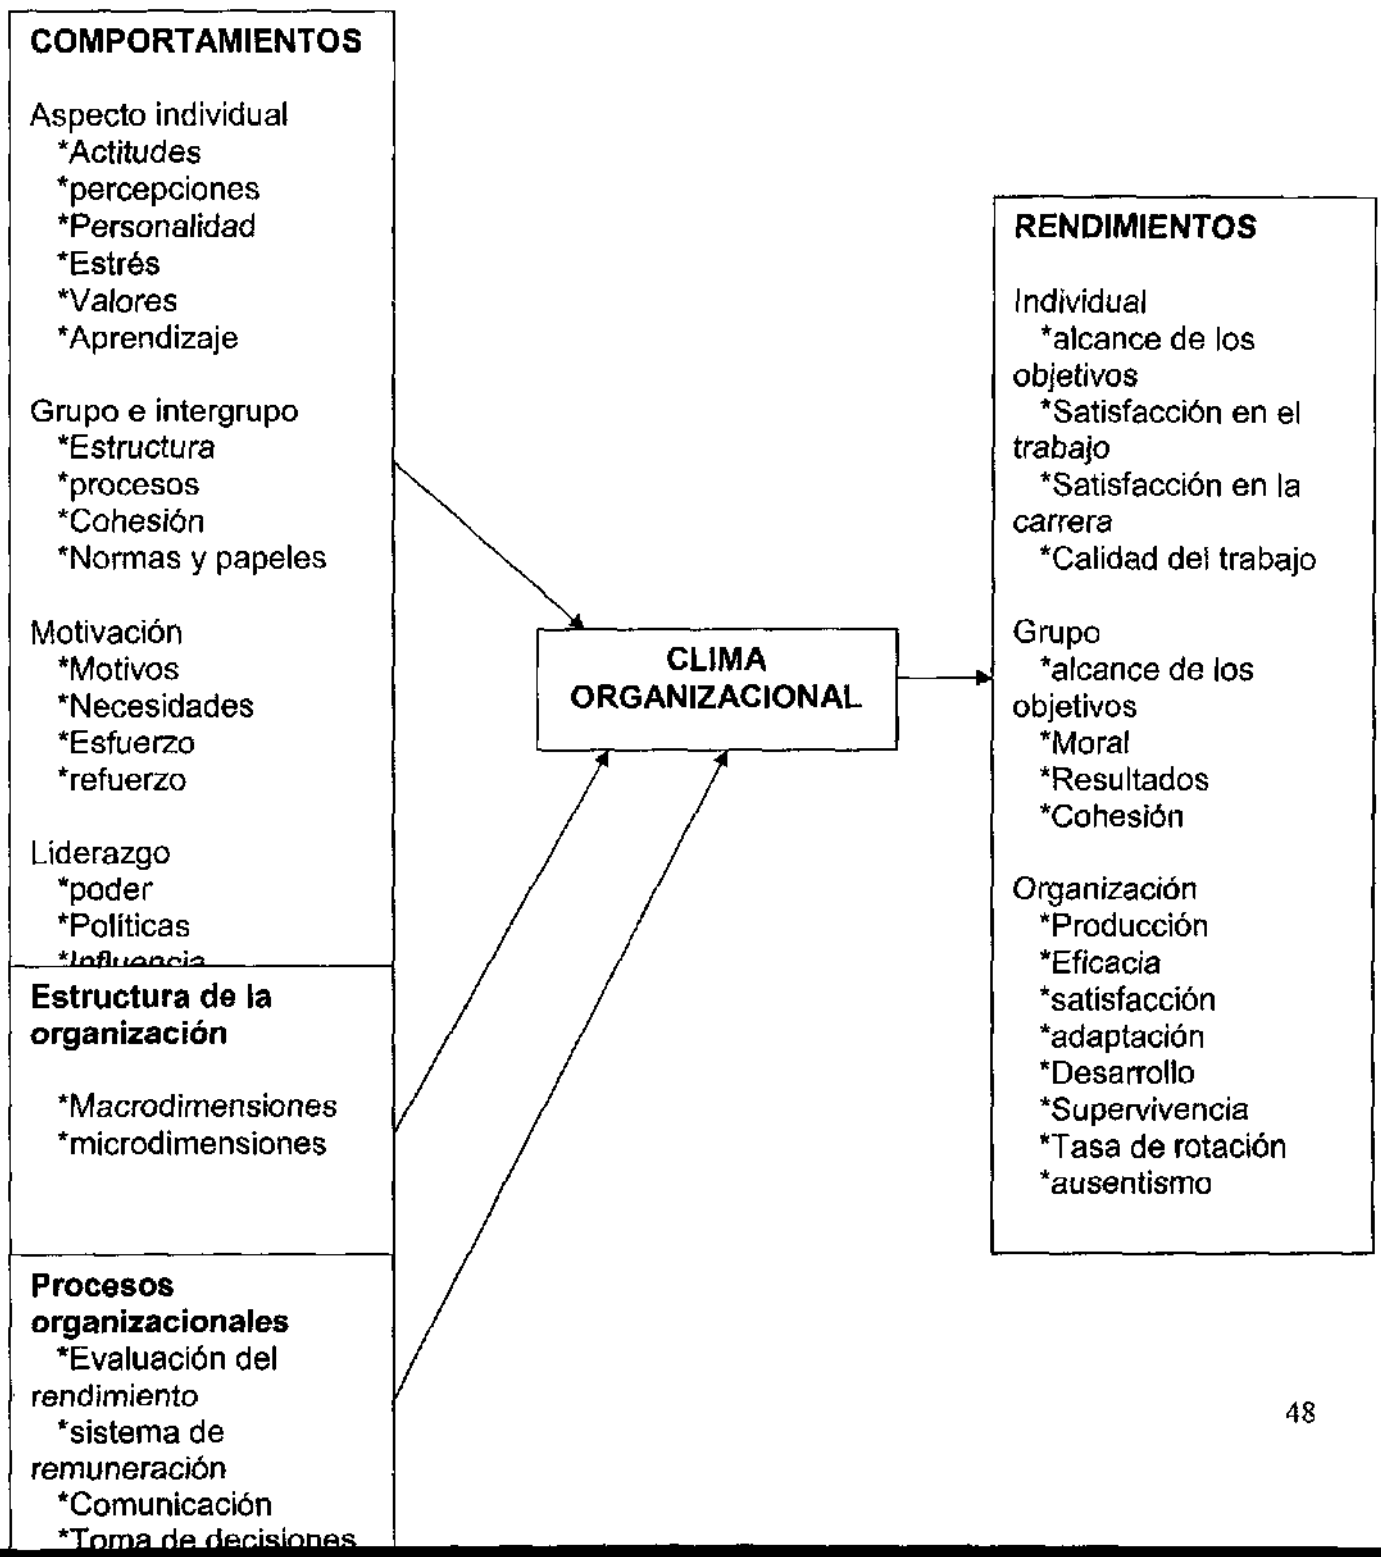 COMPORTAMIENTOS
Aspecto individual
*Actitudes
*percepciones
*Personalidad
*Estrés
*Valores
*Aprendizaje
Grupo e intergrupo
*Estructura
*procesos
*Cohesión
*Normas y papeles
Motivación
*Motivos
*Necesidades
*Esfuerzo
*refuerzo
Liderazgo
*poder
*Políticas
*Influencia
Estructura de la
organización
*Macrodimensiones
*microdimensiones
Procesos
organizacionales
*Evaluación del
rendimiento
*sistema de
remuneración
*Comunicación
*Toma de decisiones
CLIMA
ORGANIZACIONAL
RENDIMIENTOS
Individual
*alcance de los
objetivos
*Satisfacción en el
trabajo
*Satisfacción en la
carrera
*Calidad del trabajo
Grupo
*alcance de los
objetivos
*Moral
*Resultados
*Cohesión
Organización
*Producción
*Eficacia
*satisfacción
*adaptación
*Desarrollo
*Supervivencia
*Tasa de rotación
*ausentismo
48